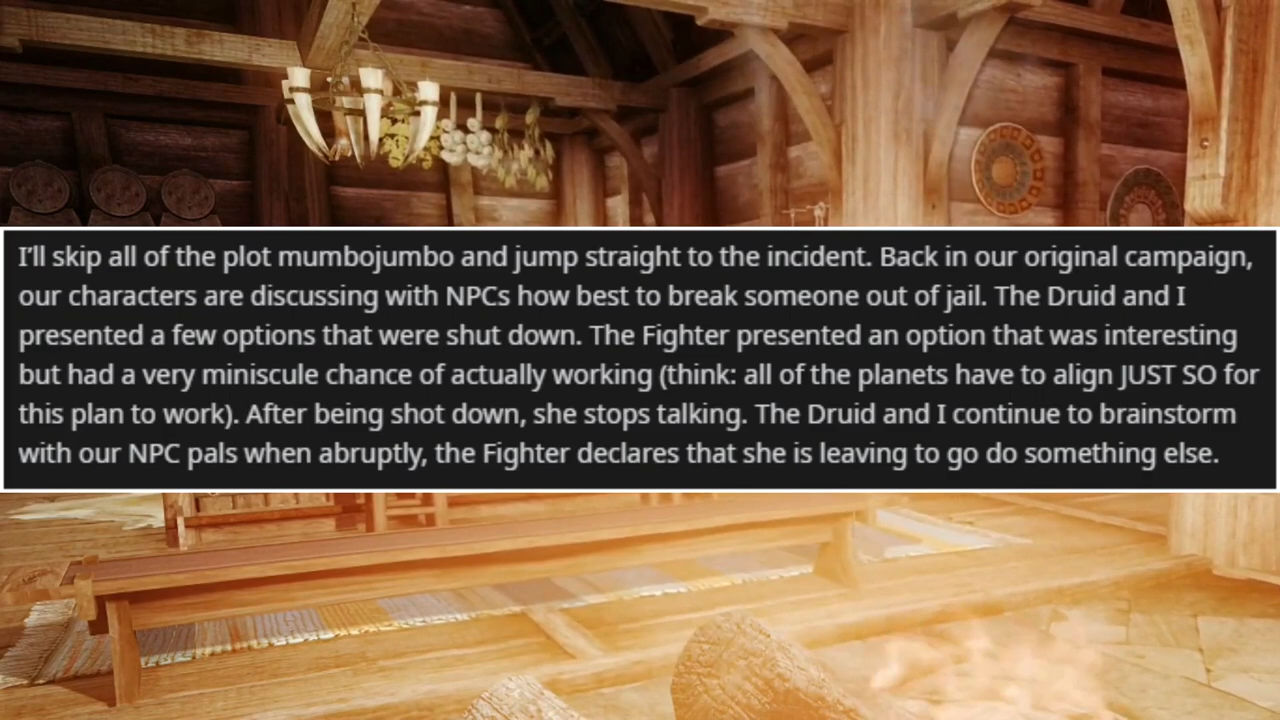 I'll skip all of the plot mumbojumbo and jump straight to the incident. Back in our original campaign,
our characters are discussing with NPCs how best to break someone out of jail. The Druid and I
presented a few options that were shut down. The Fighter presented an option that was interesting
but had a very miniscule chance of actually working (think: all of the planets have to align JUST SO for
this plan to work). After being shot down, she stops talking. The Druid and I continue to brainstorm
with our NPC pals when abruptly, the Fighter declares that she is leaving to go do something else.